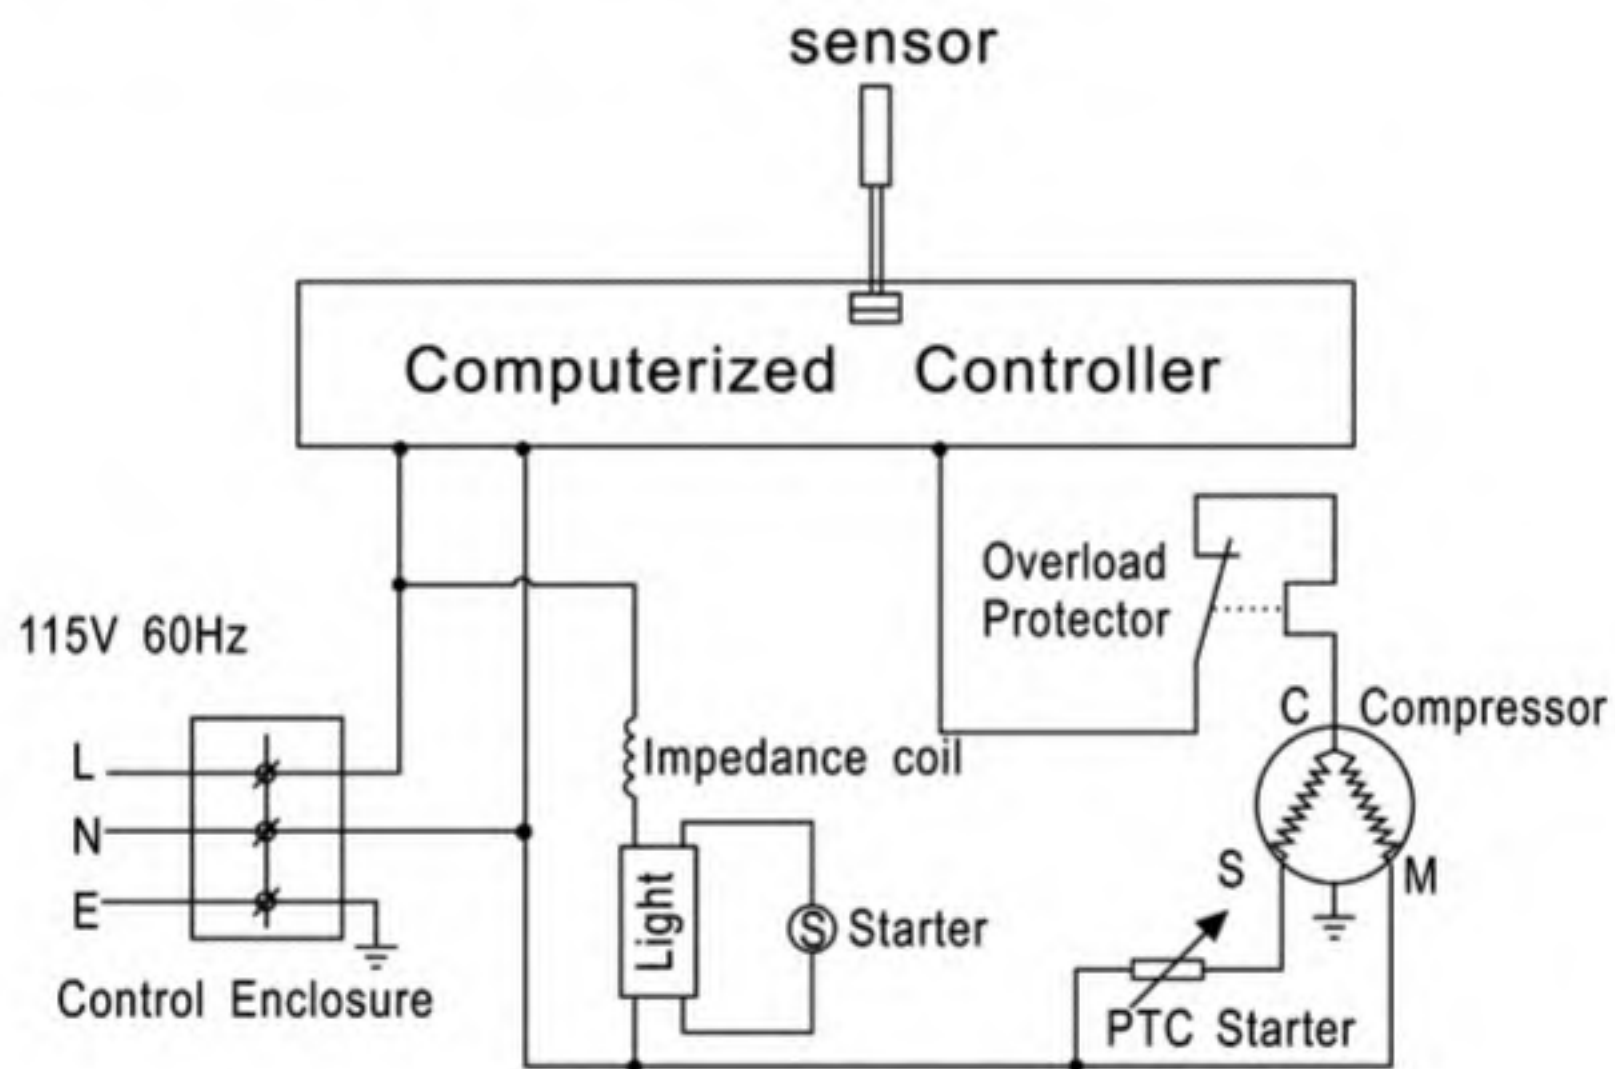 sensor
Computerized Controller
Overload
Protector
115V 60Hz
C
Compressor
L
Impedance coil
N
S
M
E
Light
S
Starter
Control Enclosure
PTC Starter